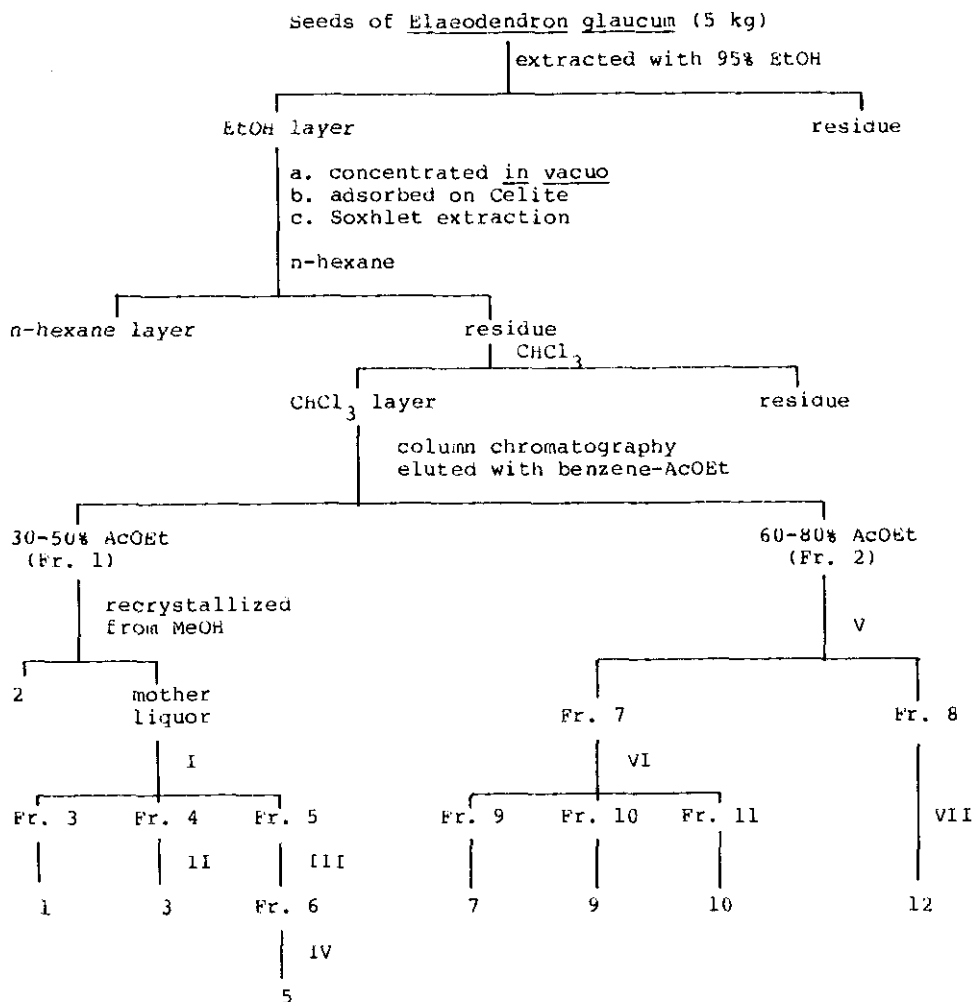 Seeds of Elaeodendron glaucum (5 kg)
extracted with 95% EtOH
EtOH layer residue
a. concentrated in vacuo
b. adsorbed on Celite
c. Soxhlet extraction
n-hexane
n-hexane layer residue
CHCl3
CHCl3 layer residue
column chromatography
eluted with benzene-AcOEt
30-50% AcOEt 60-80% AcOEt
(Fr. 1) (Fr. 2)
recrystallized
from MeOH
V
2 mother
liquor
Fr. 7 Fr. 8
I VI
Fr. 3 Fr. 4 Fr. 5 Fr. 9 Fr. 10 Fr. 11
II III VII
1 3 Fr. 6 7 9 10 12
IV
5